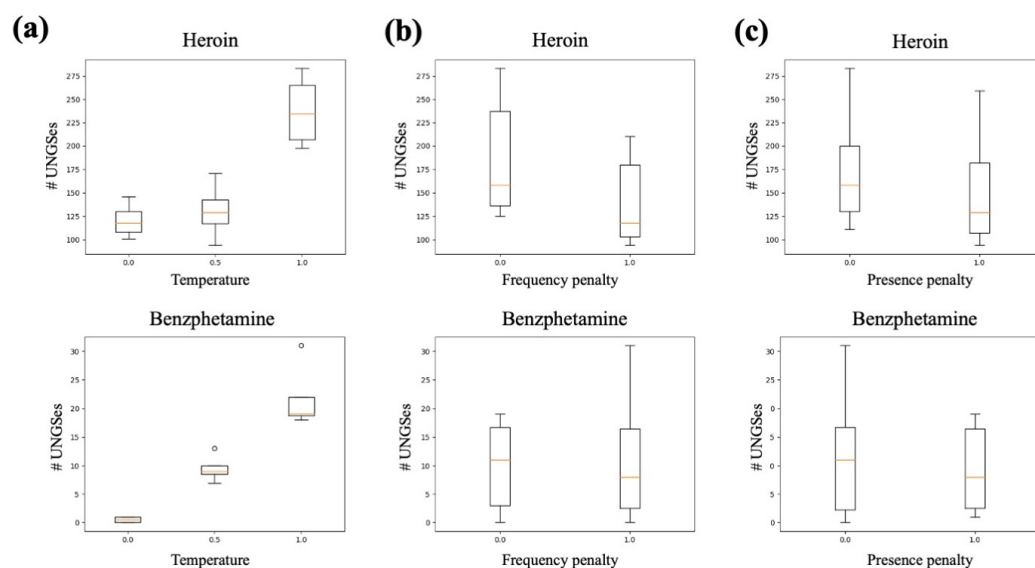 (a)
Heroin
# UNGSes
275
250
225
200
175
150
125
100
0.0 0.5 1.0
Temperature
Benzphetamine
# UNGSes
30
25
20
15
10
5
0
0.0 0.5 1.0
Temperature
(b)
Heroin
# UNGSes
275
250
225
200
175
150
125
100
0.0 1.0
Frequency penalty
Benzphetamine
# UNGSes
30
25
20
15
10
5
0
0.0 1.0
Frequency penalty
(c)
Heroin
# UNGSes
275
250
225
200
175
150
125
100
0.0 1.0
Presence penalty
Benzphetamine
# UNGSes
30
25
0
15
0
5
0
0.0 1.0
Presence penalty